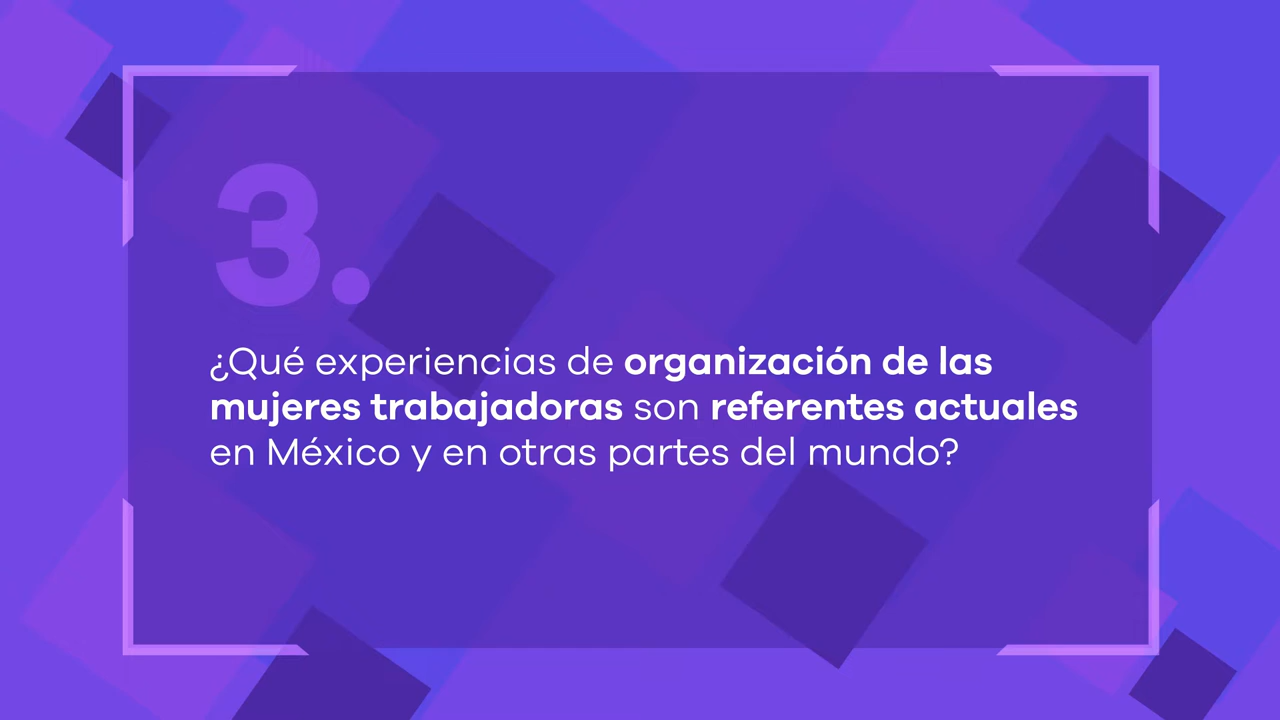 3.
¿Qué experiencias de organización de las
mujeres trabajadoras son referentes actuales
en México y en otras partes del mundo?